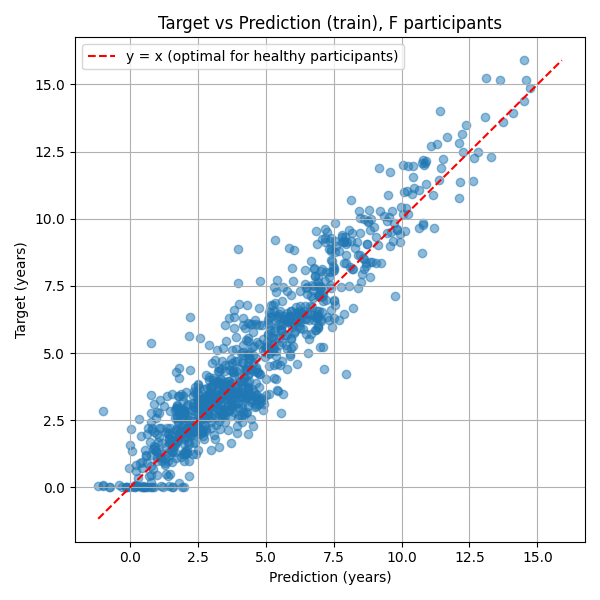 Target vs Prediction (train), F participants
y = x (optimal for healthy participants)
15.0
12.5
10.0
7.5
5.0
2.5
0.0
Target (years)
0.0 2.5 5.0 7.5 10.0 12.5 15.0
Prediction (years)